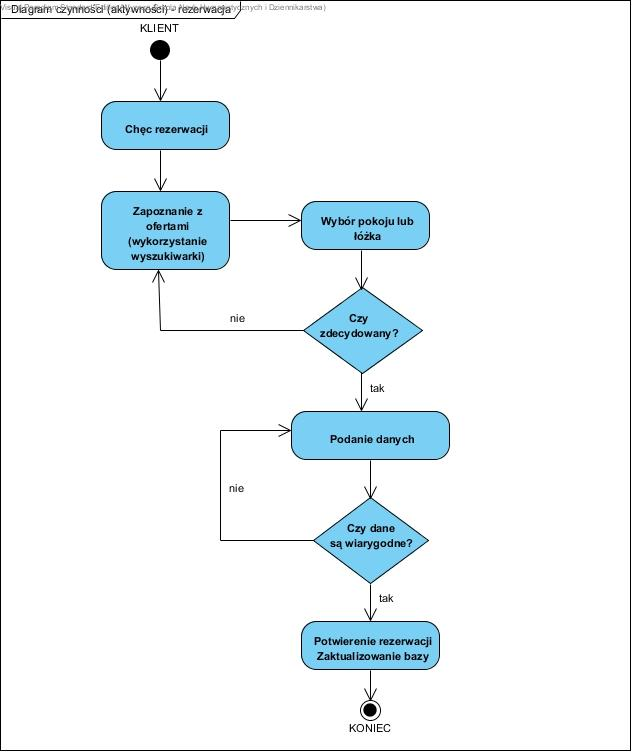 Diagram czynności (aktywności) - rezerwacja
KLIENT
Chęc rezerwacji
Zapoznanie z
ofertami
(wykorzystanie
wyszukiwarki)
Wybór pokoju lub
łóżka
Czy
zdecydowany?
nie
tak
Podanie danych
nie
Czy dane
są wiarygodne?
tak
Potwierenie rezerwacji
Zaktualizowanie bazy
KONIEC